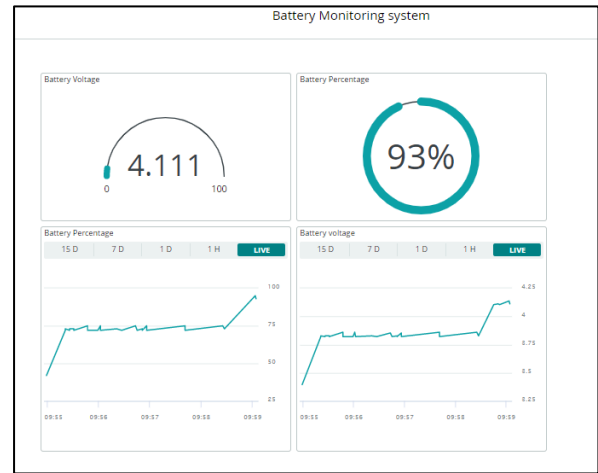 Battery Monitoring system
Battery Voltage
4.111
0 100
Battery Percentage
93%
Battery Percentage
15 D 7 D 1 D 1 H LIVE
100
75
50
25
09:55 09:56 09:57 09:58 09:59
Battery voltage
15 D 7 D 1 D 1 H LIVE
4.25
4
3.75
3.5
3.25
09:55 09:56 09:57 09:58 09:59